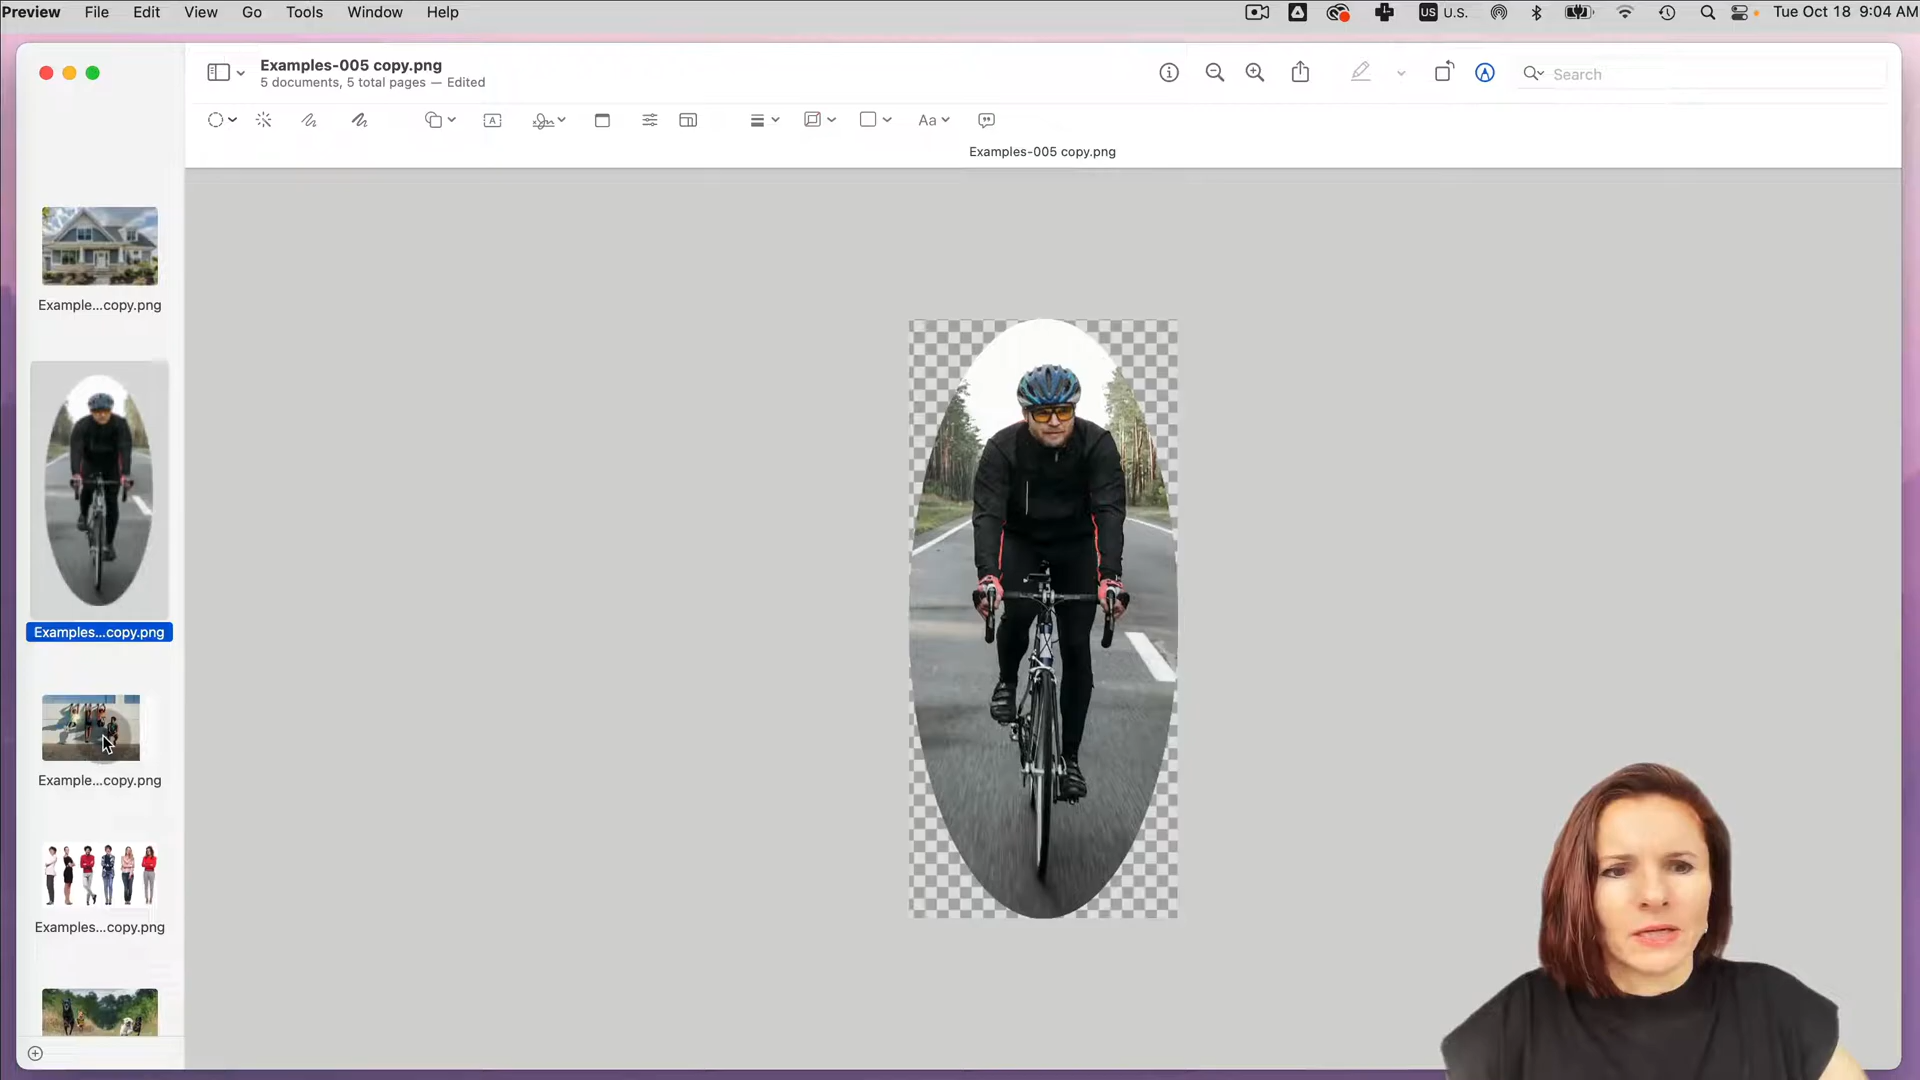 Preview File Edit View Go Tools Window Help
US U.S. Tue Oct 18 9:04 AM
Examples-005 copy.png
5 documents, 5 total pages — Edited
Search
A Aa
Examples-005 copy.png
Example...copy.png
Examples...copy.png
Example...copy.png
Examples...copy.png